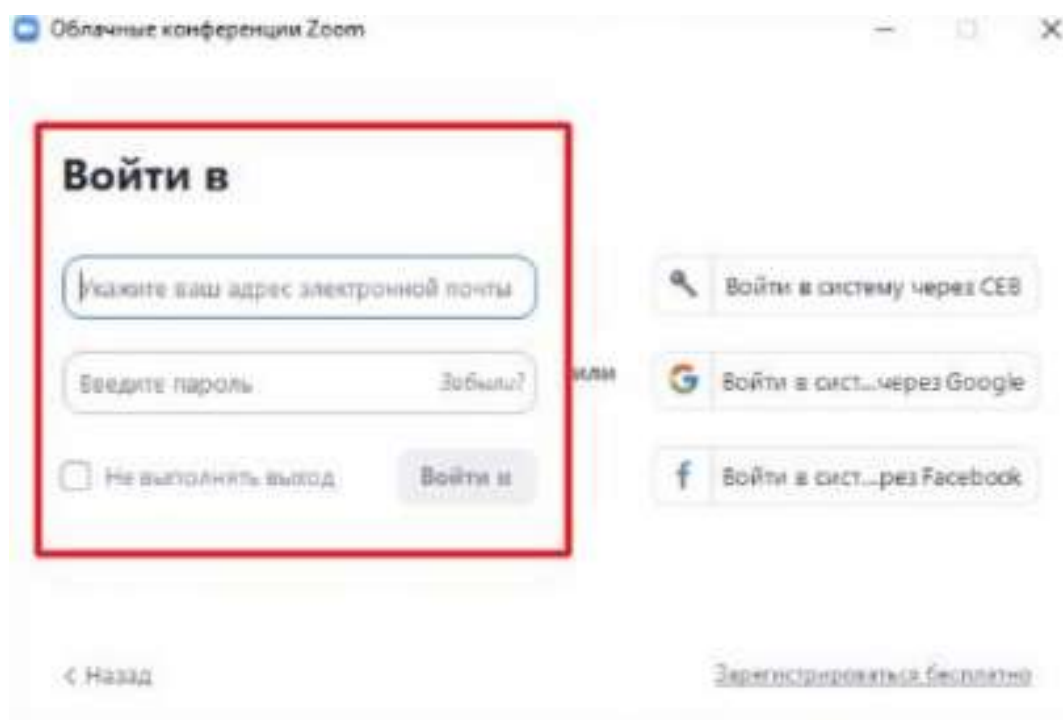 Облачные конференции Zoom
Войти в
Укажите ваш адрес электронной почты
Введите пароль
Забыли?
Не выполнять выход
Войти в
или
Войти в систему через СЕВ
Войти в сист...через Google
Войти в сист...рез Facebook
< Назад
Зарегистрироваться бесплатно